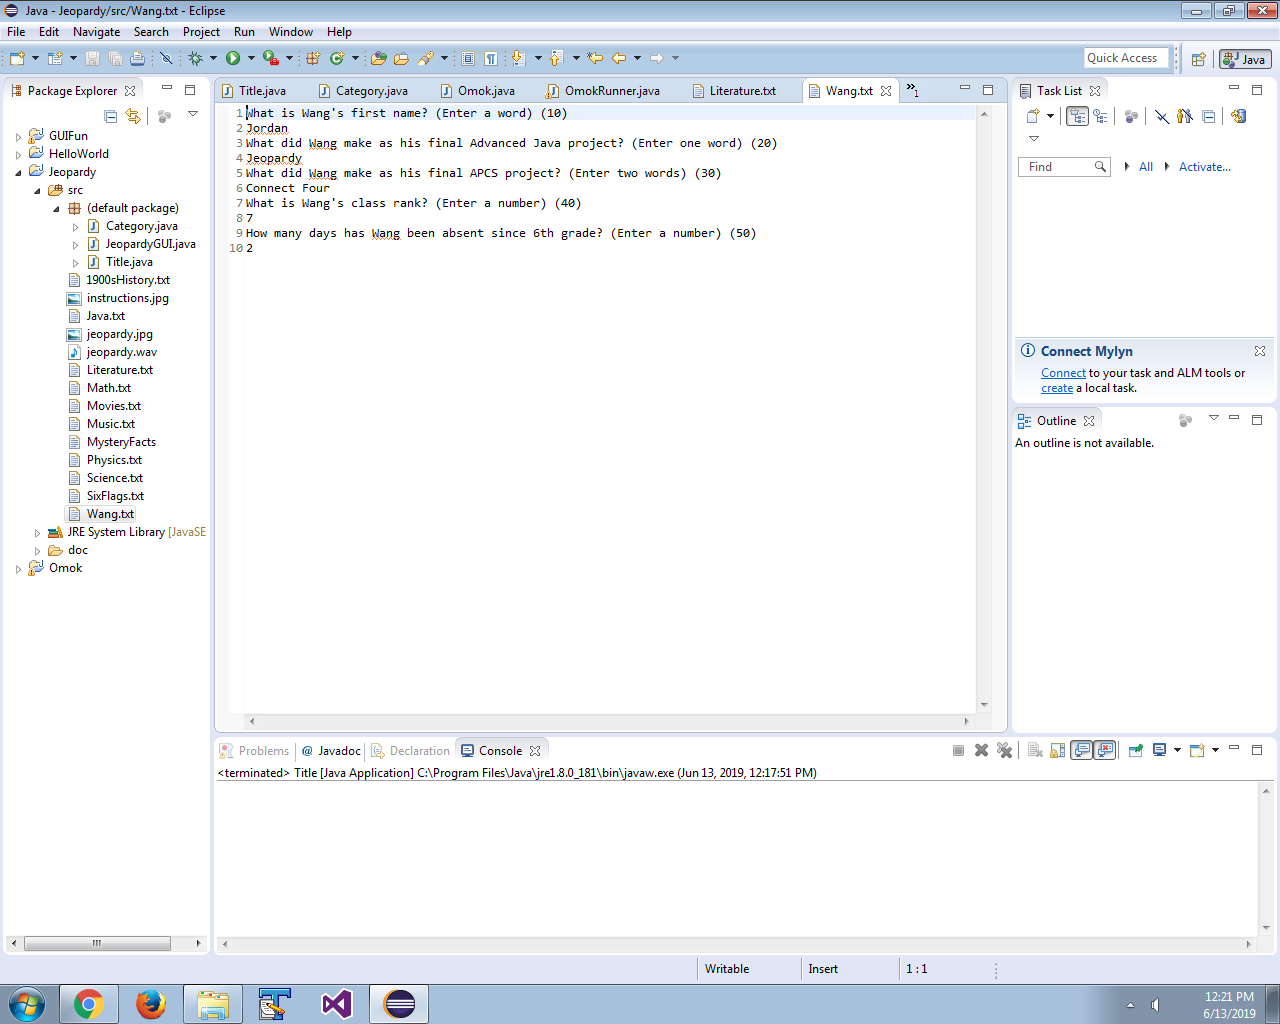 Java - Jeopardy/src/Wang.txt - Eclipse
File Edit Navigate Search Project Run Window Help
Quick Access
Java
Package Explorer
GUIFun
HelloWorld
Jeopardy
src
(default package)
Category.java
JeopardyGUI.java
Title.java
1900sHistory.txt
instructions.jpg
Java.txt
jeopardy.jpg
jeopardy.wav
Literature.txt
Math.txt
Movies.txt
Music.txt
MysteryFacts
Physics.txt
Science.txt
SixFlags.txt
Wang.txt
JRE System Library [JavaSE
doc
Omok
Title.java Category.java Omok.java OmokRunner.java Literature.txt Wang.txt »1
1 What is Wang's first name? (Enter a word) (10)
2 Jordan
3 What did Wang make as his final Advanced Java project? (Enter one word) (20)
4 Jeopardy
5 What did Wang make as his final APCS project? (Enter two words) (30)
6 Connect Four
7 What is Wang's class rank? (Enter a number) (40)
8 7
9 How many days has Wang been absent since 6th grade? (Enter a number) (50)
10 2
Task List
Find All Activate...
Connect Mylyn
Connect to your task and ALM tools or
create a local task.
Outline
An outline is not available.
Problems @ Javadoc Declaration Console
<terminated> Title [Java Application] C:\Program Files\Java\jre1.8.0_181\bin\javaw.exe (Jun 13, 2019, 12:17:51 PM)
Writable Insert 1 : 1
12:21 PM
6/13/2019